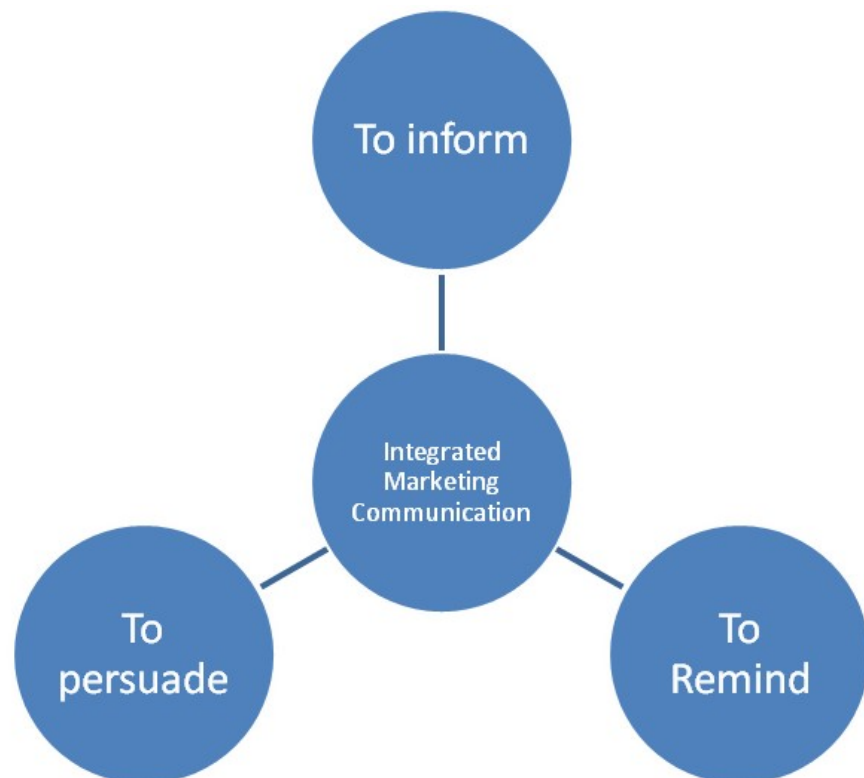 To inform
Integrated
Marketing
Communication
To
persuade
To
Remind